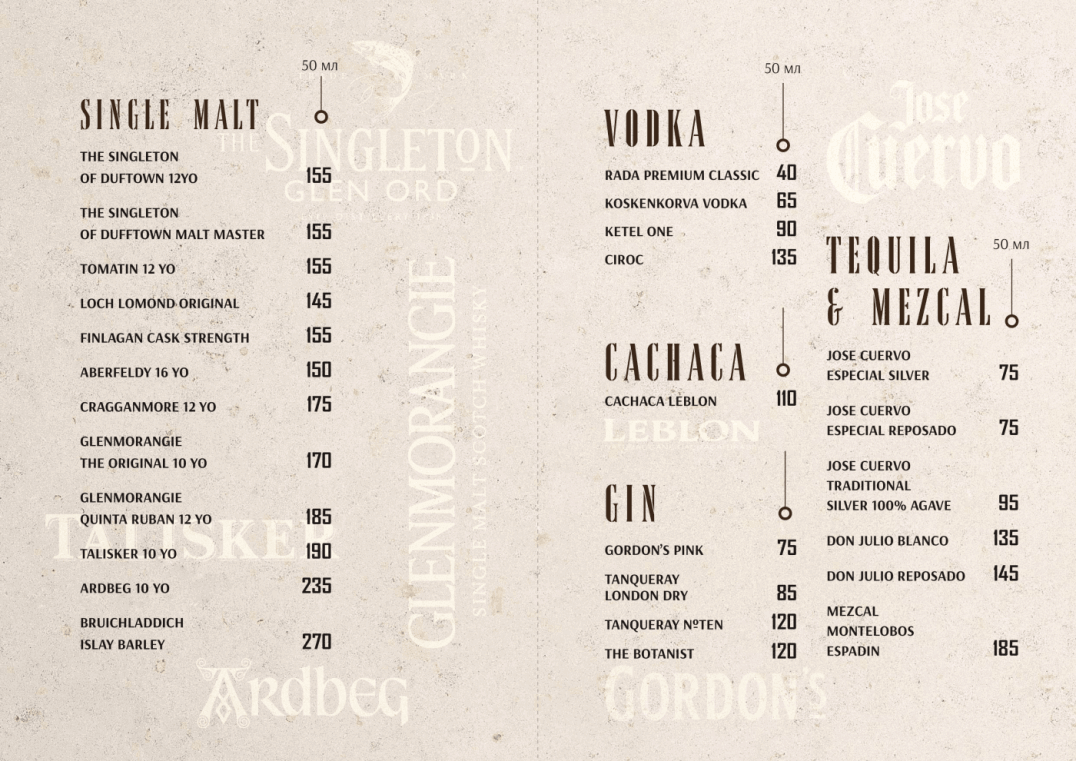 50 мл
SINGLE MALT
THE SINGLETON
OF DUFTOWN 12YO 155
THE SINGLETON
OF DUFFTOWN MALT MASTER 155
TOMATIN 12 YO 155
LOCH LOMOND ORIGINAL 145
FINLAGAN CASK STRENGTH 155
ABERFELDY 16 YO 150
CRAGGANMORE 12 YO 175
GLENMORANGIE
THE ORIGINAL 10 YO 170
GLENMORANGIE
QUINTA RUBAN 12 YO 185
TALISKER 10 YO 190
ARDBEG 10 YO 235
BRUICHLADDICH
ISLAY BARLEY 270
THE SINGLETON
GLEN ORD
GLENMORANGIE
SINGLE MALT SCOTCH WHISKY
TALISKER
Ardbeg
50 мл
VODKA
RADA PREMIUM CLASSIC 40
KOSKENKORVA VODKA 65
KETEL ONE 90
CIROC 135
CACHACA
CACHACA LEBLON 110
LEBLON
GIN
GORDON'S PINK 75
TANQUERAY
LONDON DRY 85
TANQUERAY NºTEN 120
THE BOTANIST 120
GORDON'S
Jose
Cuervo
50 мл
TEQUILA
& MEZCAL
JOSE CUERVO
ESPECIAL SILVER 75
JOSE CUERVO
ESPECIAL REPOSADO 75
JOSE CUERVO
TRADITIONAL
SILVER 100% AGAVE 95
DON JULIO BLANCO 135
DON JULIO REPOSADO 145
MEZCAL
MONTELOBOS
ESPADIN 185